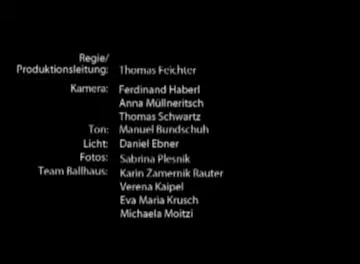 Regie/
Produktionsleitung: Thomas Feichter
Kamera: Ferdinand Haberl
Anna Müllneritsch
Thomas Schwartz
Ton: Manuel Bundschuh
Licht: Daniel Ebner
Fotos: Sabrina Plesnik
Team Ballhaus: Karin Zamernik Rauter
Verena Kaipel
Eva Maria Krusch
Michaela Moitzi